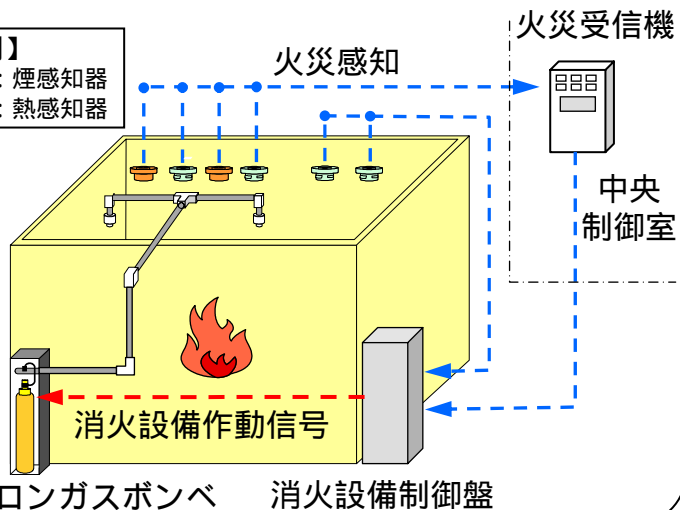 】
: 煙感知器
: 熱感知器
火災感知
火災受信機
中央
制御室
消火設備作動信号
ロンガスボンベ
消火設備制御盤